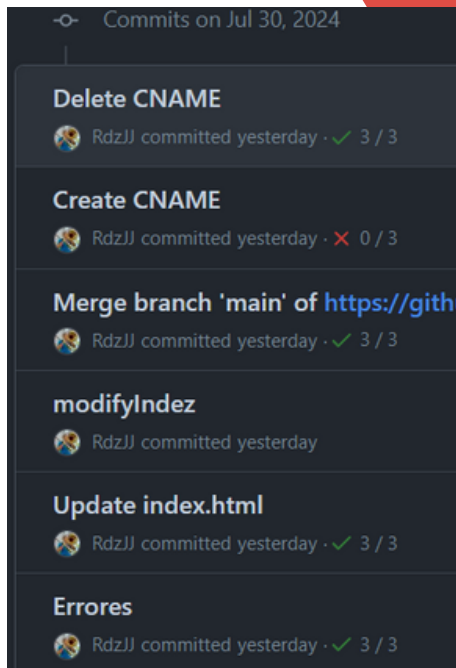 Commits on Jul 30, 2024
Delete CNAME
RdzJJ committed yesterday · ✓ 3 / 3
Create CNAME
RdzJJ committed yesterday · ✕ 0 / 3
Merge branch 'main' of https://gith
RdzJJ committed yesterday · ✓ 3 / 3
modifyIndez
RdzJJ committed yesterday
Update index.html
RdzJJ committed yesterday · ✓ 3 / 3
Errores
RdzJJ committed yesterday · ✓ 3 / 3